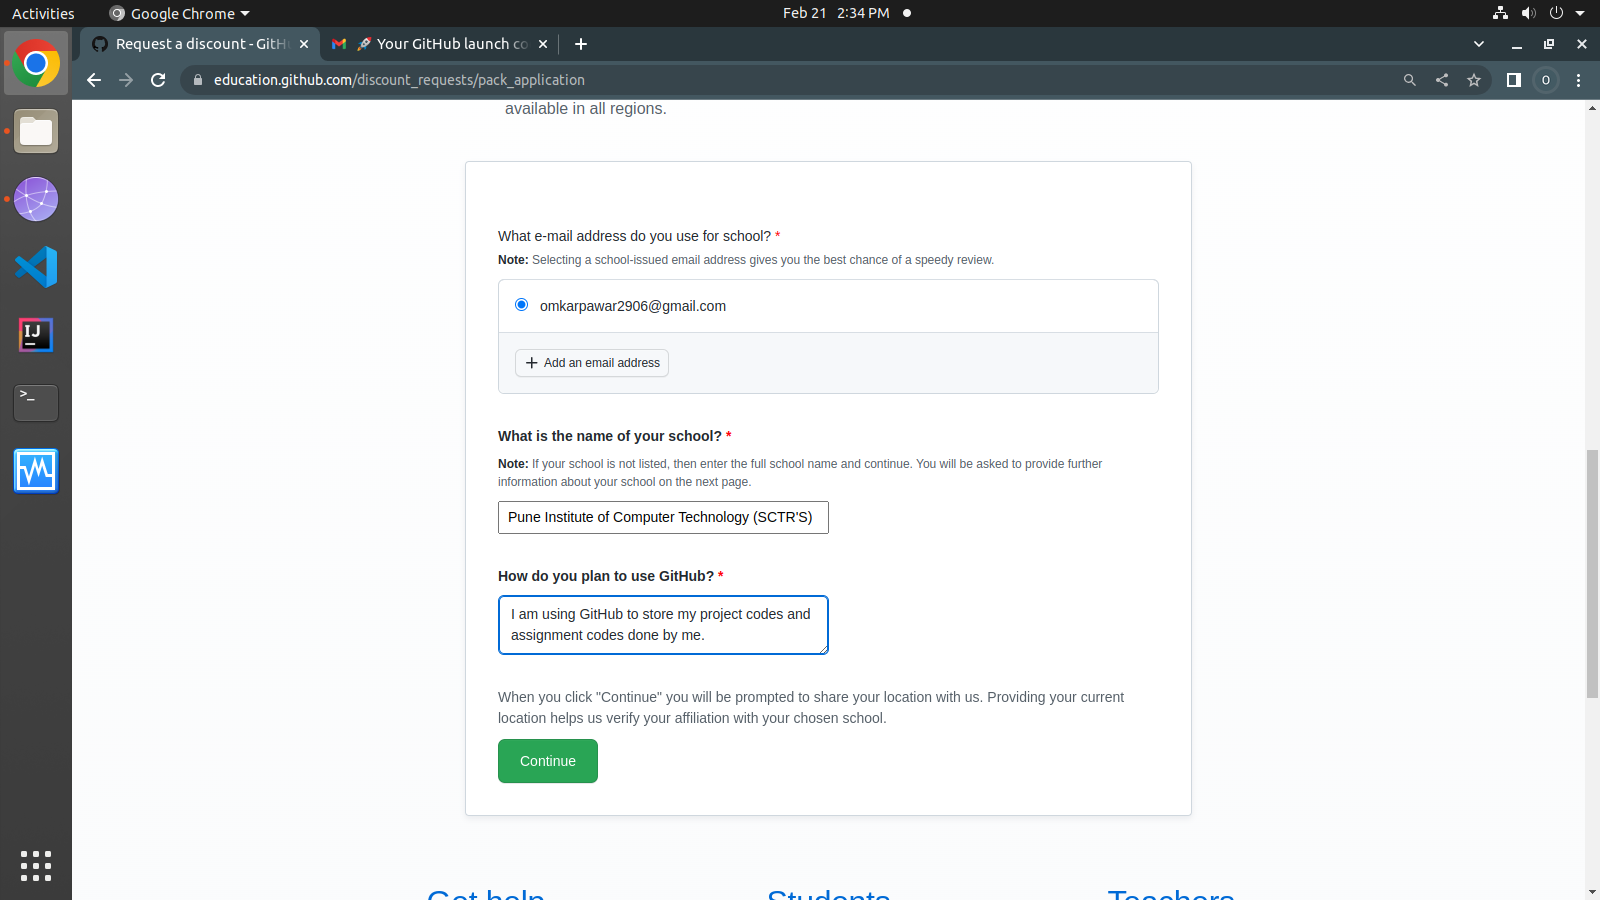 Activities
Google Chrome
Feb 21 2:34 PM
Request a discount - GitH
Your GitHub launch co
education.github.com/discount_requests/pack_application
O
available in all regions.
What e-mail address do you use for school? *
Note: Selecting a school-issued email address gives you the best chance of a speedy review.
omkarpawar2906@gmail.com
Add an email address
What is the name of your school? *
Note: If your school is not listed, then enter the full school name and continue. You will be asked to provide further
information about your school on the next page.
Pune Institute of Computer Technology (SCTR'S)
How do you plan to use GitHub? *
I am using GitHub to store my project codes and
assignment codes done by me.
When you click "Continue" you will be prompted to share your location with us. Providing your current
location helps us verify your affiliation with your chosen school.
Continue
IJ
>_
Get help
Students
Teachers